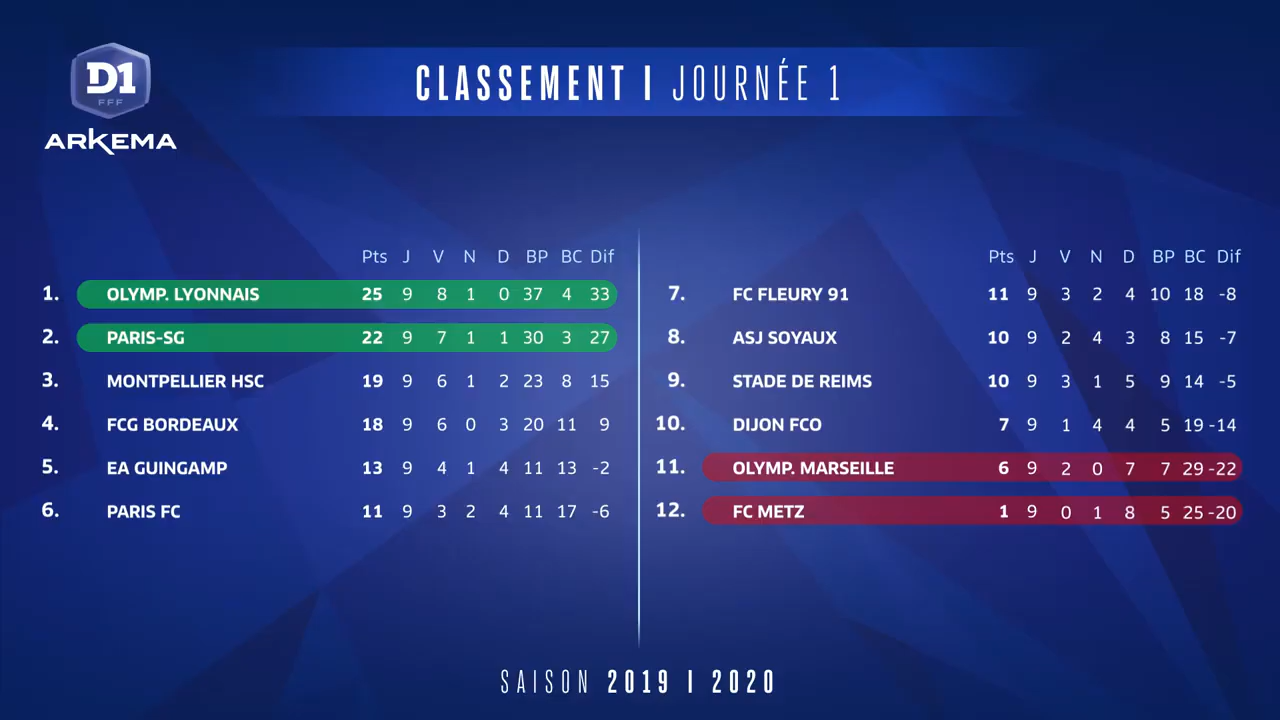 D1
FFF
ARKEMA
CLASSEMENT I JOURNÉE 1
Pts J V N D BP BC Dif
1. OLYMP. LYONNAIS 25 9 8 1 0 37 4 33
2. PARIS-SG 22 9 7 1 1 30 3 27
3. MONTPELLIER HSC 19 9 6 1 2 23 8 15
4. FCG BORDEAUX 18 9 6 0 3 20 11 9
5. EA GUINGAMP 13 9 4 1 4 11 13 -2
6. PARIS FC 11 9 3 2 4 11 17 -6
Pts J V N D BP BC Dif
7. FC FLEURY 91 11 9 3 2 4 10 18 -8
8. ASJ SOYAUX 10 9 2 4 3 8 15 -7
9. STADE DE REIMS 10 9 3 1 5 9 14 -5
10. DIJON FCO 7 9 1 4 4 5 19 -14
11. OLYMP. MARSEILLE 6 9 2 0 7 7 29 -22
12. FC METZ 1 9 0 1 8 5 25 -20
SAISON 2019 I 2020